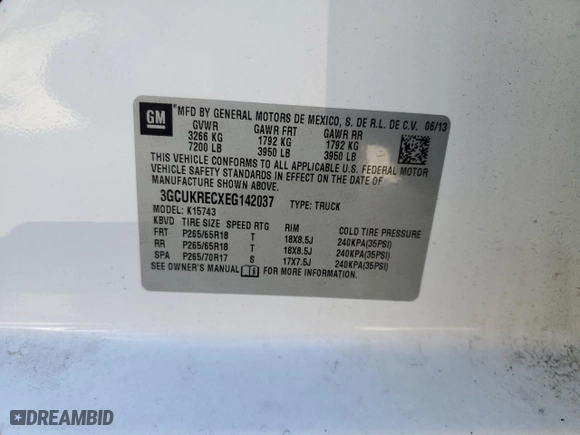 GM
MFD BY GENERAL MOTORS DE MEXICO, S. DE R.L. DE C.V. 06/13
GVWR GAWR FRT GAWR RR
3266 KG 1792 KG 1792 KG
7200 LB 3950 LB 3950 LB
THIS VEHICLE CONFORMS TO ALL APPLICABLE U.S. FEDERAL MOTOR
VEHICLE SAFETY STANDARDS IN EFFECT ON THE DATE OF
MANUFACTURE SHOWN ABOVE.
3GCUKRECXEG142037 TYPE: TRUCK
MODEL: K15743
KBVD TIRE SIZE SPEED RTG RIM COLD TIRE PRESSURE
FRT P265/65R18 T 18X8.5J 240KPA(35PSI)
RR P265/65R18 T 18X8.5J 240KPA(35PSI)
SPA P265/70R17 S 17X7.5J 240KPA(35PSI)
SEE OWNER'S MANUAL FOR MORE INFORMATION.
DREAMBID